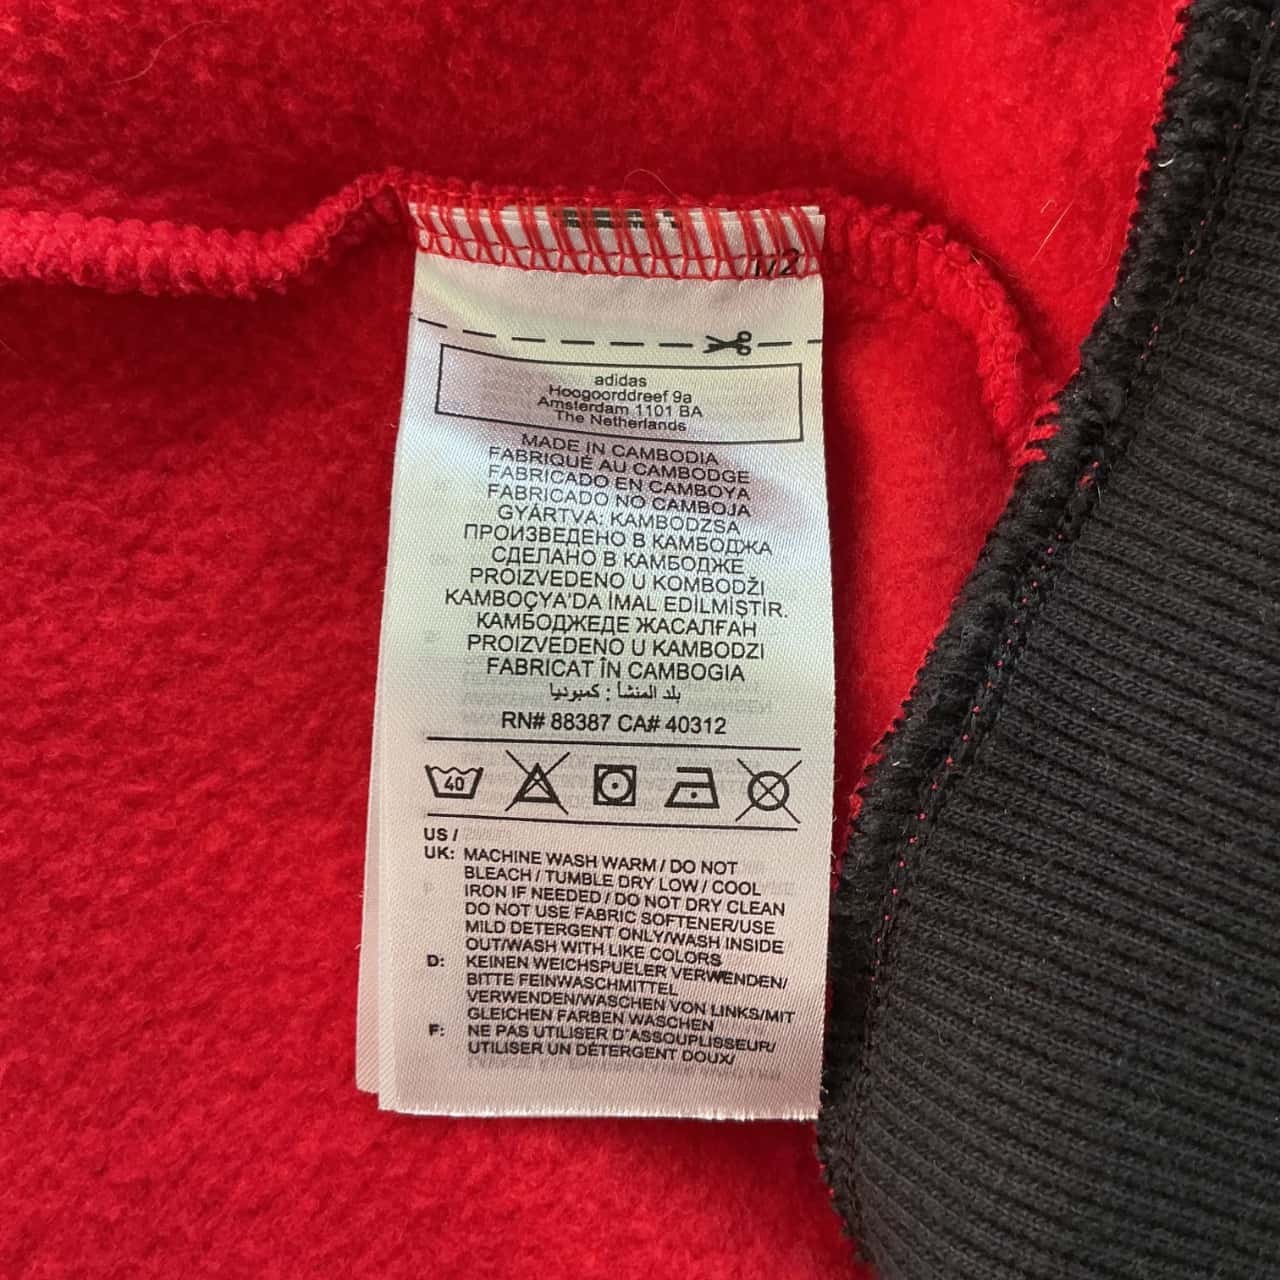 1/2
adidas
Hoogoorddreef 9a
Amsterdam 1101 BA
The Netherlands
MADE IN CAMBODIA
FABRIQUÉ AU CAMBODGE
FABRICADO EN CAMBOYA
FABRICADO NO CAMBOJA
GYÁRTVA: KAMBODZSA
ПРОИЗВЕДЕНО В КАМБОДЖА
СДЕЛАНО В КАМБОДЖЕ
PROIZVEDENO U KOMBODŽI
KAMBOÇYA'DA İMAL EDİLMİŞTİR.
КАМБОДЖЕДЕ ЖАСАЛҒАН
PROIZVEDENO U KAMBODZI
FABRICAT ÎN CAMBOGIA
بلد المنشأ : كمبوديا
RN# 88387 CA# 40312
40
US /
UK: MACHINE WASH WARM / DO NOT
BLEACH / TUMBLE DRY LOW / COOL
IRON IF NEEDED / DO NOT DRY CLEAN
DO NOT USE FABRIC SOFTENER/USE
MILD DETERGENT ONLY/WASH INSIDE
OUT/WASH WITH LIKE COLORS
D: KEINEN WEICHSPUELER VERWENDEN/
BITTE FEINWASCHMITTEL
VERWENDEN/WASCHEN VON LINKS/MIT
GLEICHEN FARBEN WASCHEN
F: NE PAS UTILISER D'ASSOUPLISSEUR/
UTILISER UN DÉTERGENT DOUX/